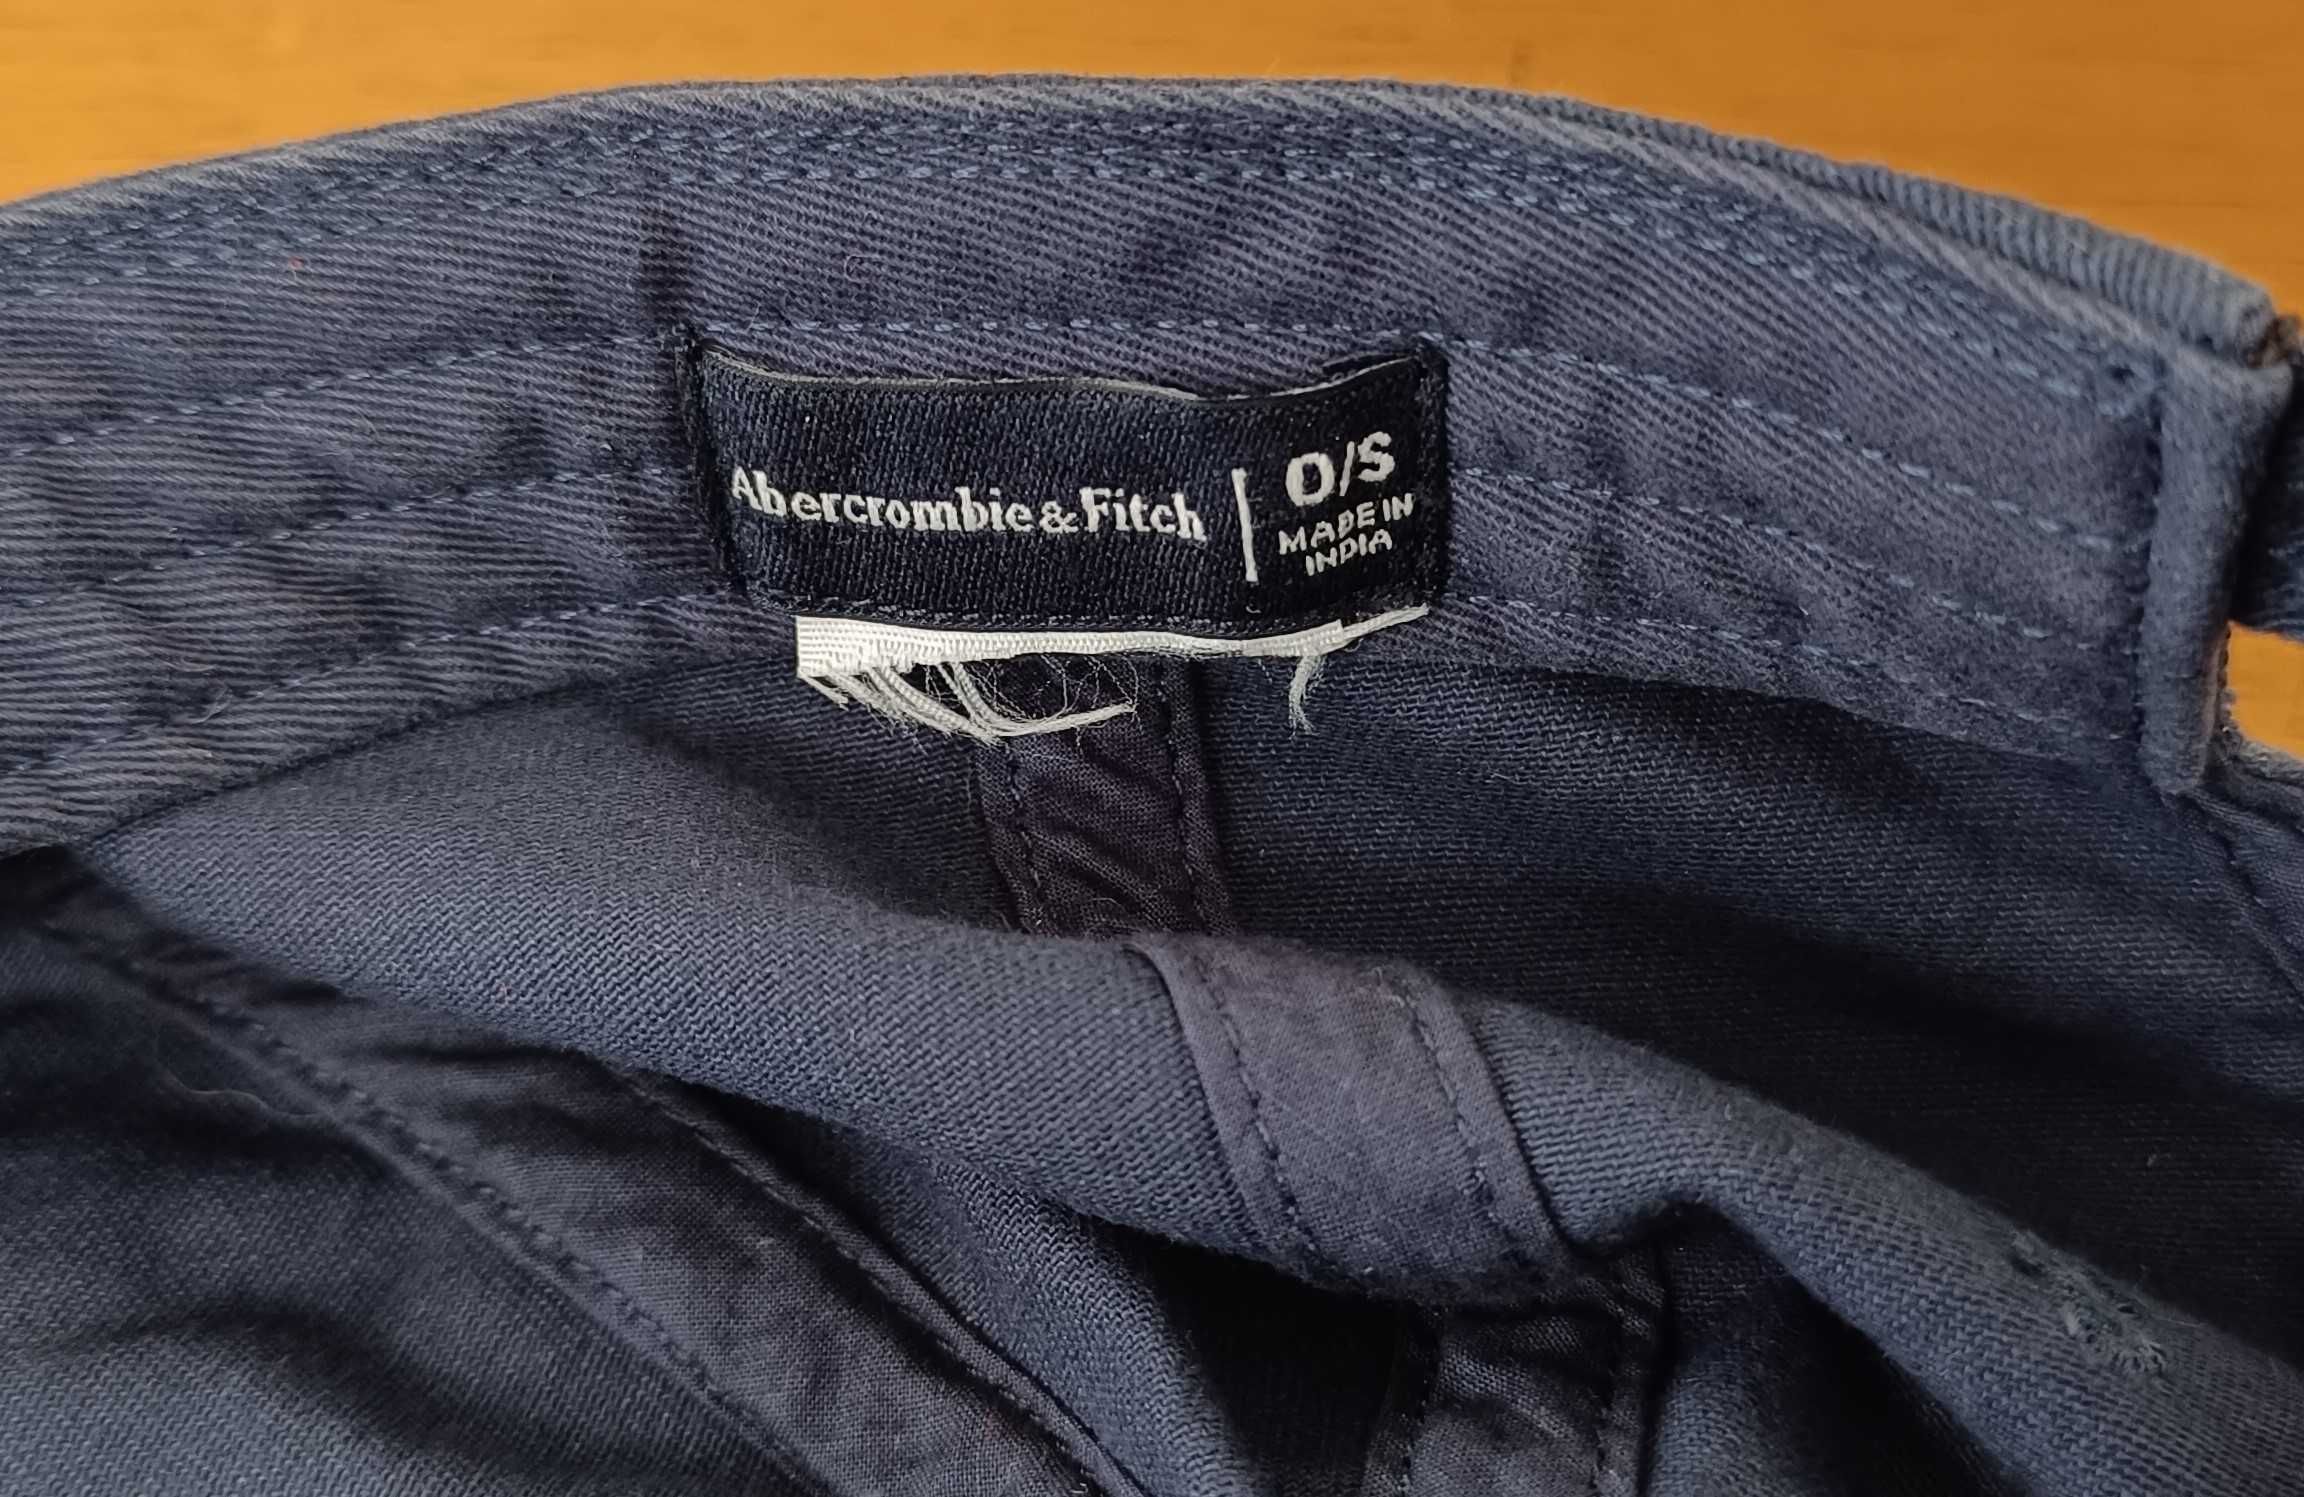 Abercrombie & Fitch
O/S
MADE IN
INDIA